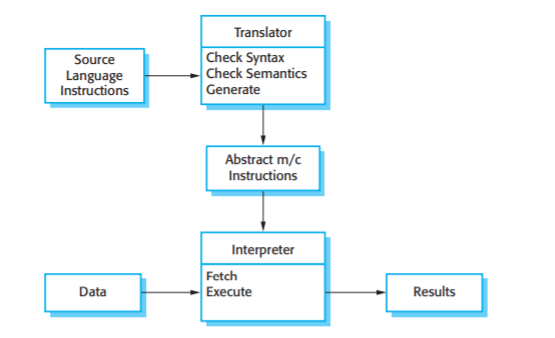 Translator
Check Syntax
Check Semantics
Generate
Source
Language
Instructions
Abstract m/c
Instructions
Interpreter
Fetch
Execute
Data
Results